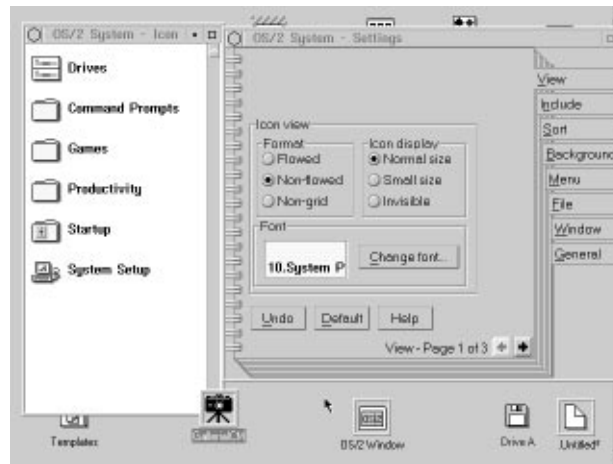 OS/2 System - Icon
Drives
Command Prompts
Games
Productivity
Startup
System Setup
OS/2 System - Settings
View
Include
Sort
Background
Menu
File
Window
General
Icon view
Format
Flowed
Non-flowed
Non-grid
Icon display
Normal size
Small size
Invisible
Font
10.System P
Change font...
Undo
Default
Help
View - Page 1 of 3
Templates
OS/2
OS/2 Window
Drive A
Untitled